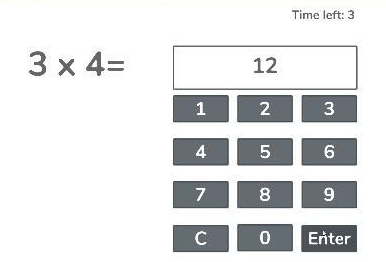 Time left: 3
3 x 4=
12
1 2 3
4 5 6
7 8 9
C 0 Enter